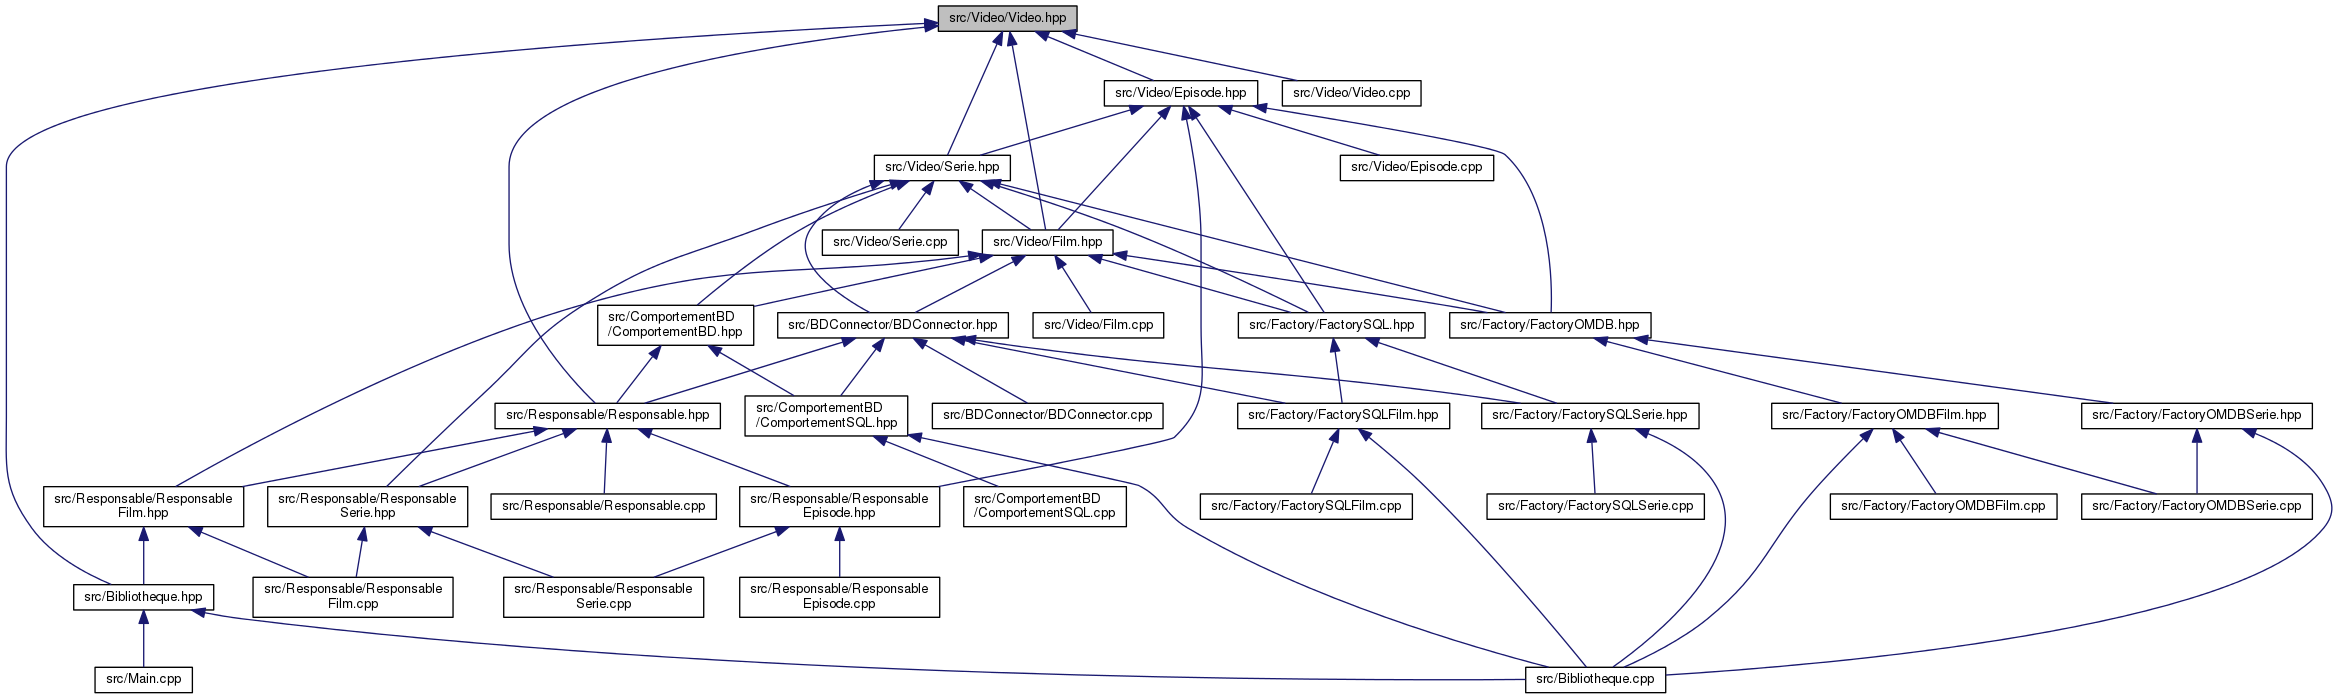 src/Video/Video.hpp
src/Video/Episode.hpp
src/Video/Video.cpp
src/Video/Serie.hpp
src/Video/Episode.cpp
src/Video/Serie.cpp
src/Video/Film.hpp
src/ComportementBD
/ComportementBD.hpp
src/BDConnector/BDConnector.hpp
src/Video/Film.cpp
src/Factory/FactorySQL.hpp
src/Factory/FactoryOMDB.hpp
src/Responsable/Responsable.hpp
src/ComportementBD
/ComportementSQL.hpp
src/BDConnector/BDConnector.cpp
src/Factory/FactorySQLFilm.hpp
src/Factory/FactorySQLSerie.hpp
src/Factory/FactoryOMDBFilm.hpp
src/Factory/FactoryOMDBSerie.hpp
src/Responsable/Responsable
Film.hpp
src/Responsable/Responsable
Serie.hpp
src/Responsable/Responsable.cpp
src/Responsable/Responsable
Episode.hpp
src/ComportementBD
/ComportementSQL.cpp
src/Factory/FactorySQLFilm.cpp
src/Factory/FactorySQLSerie.cpp
src/Factory/FactoryOMDBFilm.cpp
src/Factory/FactoryOMDBSerie.cpp
src/Bibliotheque.hpp
src/Responsable/Responsable
Film.cpp
src/Responsable/Responsable
Serie.cpp
src/Responsable/Responsable
Episode.cpp
src/Main.cpp
src/Bibliotheque.cpp